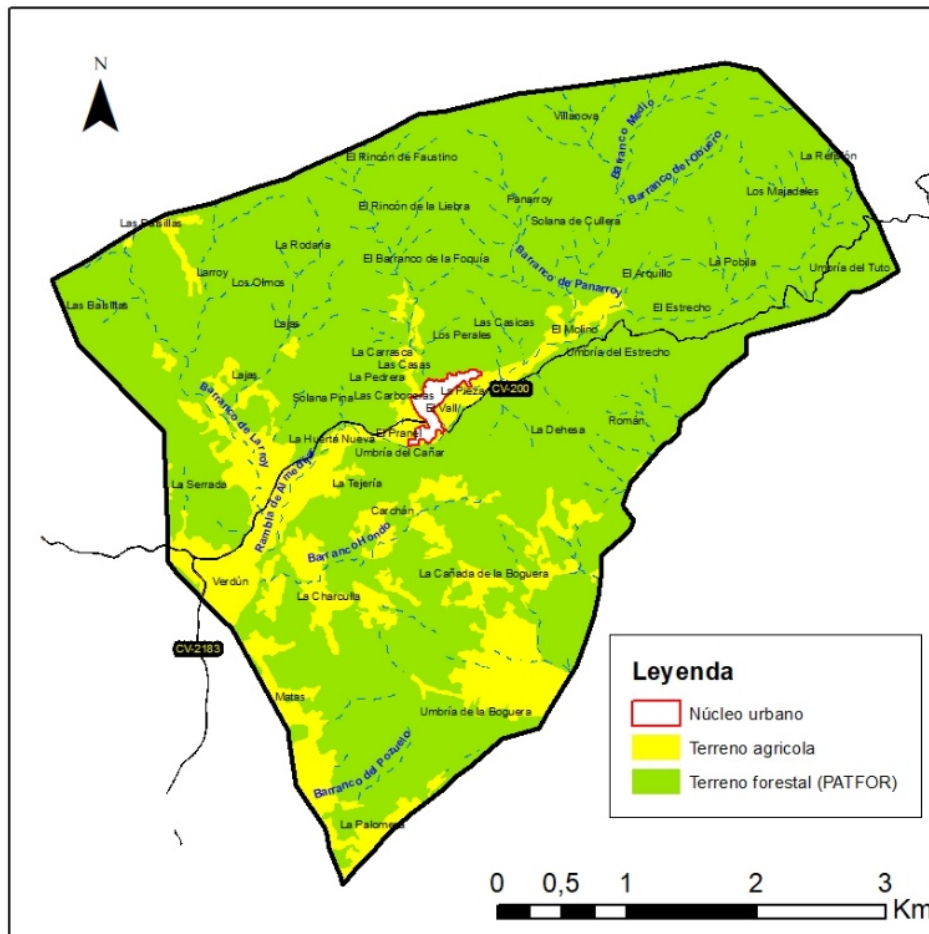 N
Villanova
Barranco Medio
El Rincón de Faustino
La Rehsión
Barranco del Obuero
Los Majadales
Panarroy
El Rincón de la Liebra
Solana de Cullera
Las Balsillas
La Rodana
Barranco de Panarroy
El Barranco de la Foquía
La Pobila
Umbría del Tuto
Larroy
El Arquillo
Los Olmos
Las Balsillas
El Estrecho
Lajas
Las Casicas
El Molino
Los Perales
La Carrasca
Umbría del Estrecho
Las Casas
Lajas
La Pedrera
CV-200
Barranco de Larroy
Solana Pina
Las Carboneras
La Pieza
El Vall
Román
La Dehesa
El Pranel
La Huerta Nueva
Umbría del Cañar
Rambla de Almedíjar
La Serrada
La Tejería
Carchán
Barranco Hondo
La Cañada de la Boguera
Verdún
La Charculla
CV-2183
Leyenda
Núcleo urbano
Terreno agricola
Terreno forestal (PATFOR)
Matas
Umbría de la Boguera
Barranco del Pozuelo
La Palomera
0 0,5 1 2 3
Km